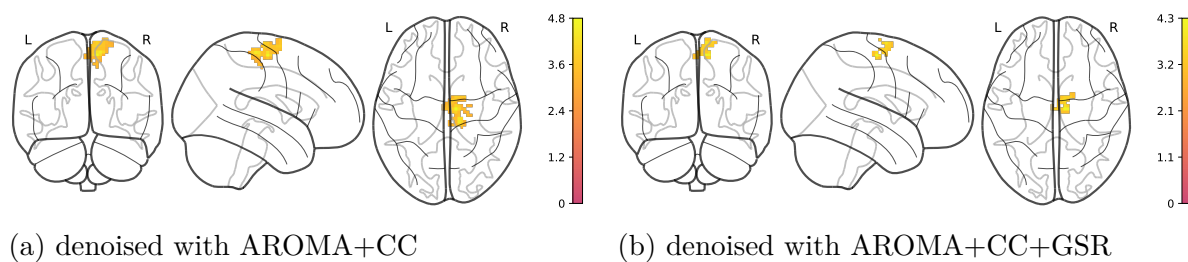 L R
4.8
3.6
2.4
1.2
0
L
R
L R
4.3
3.2
2.1
1.1
0
L
R
(a) denoised with AROMA+CC
(b) denoised with AROMA+CC+GSR